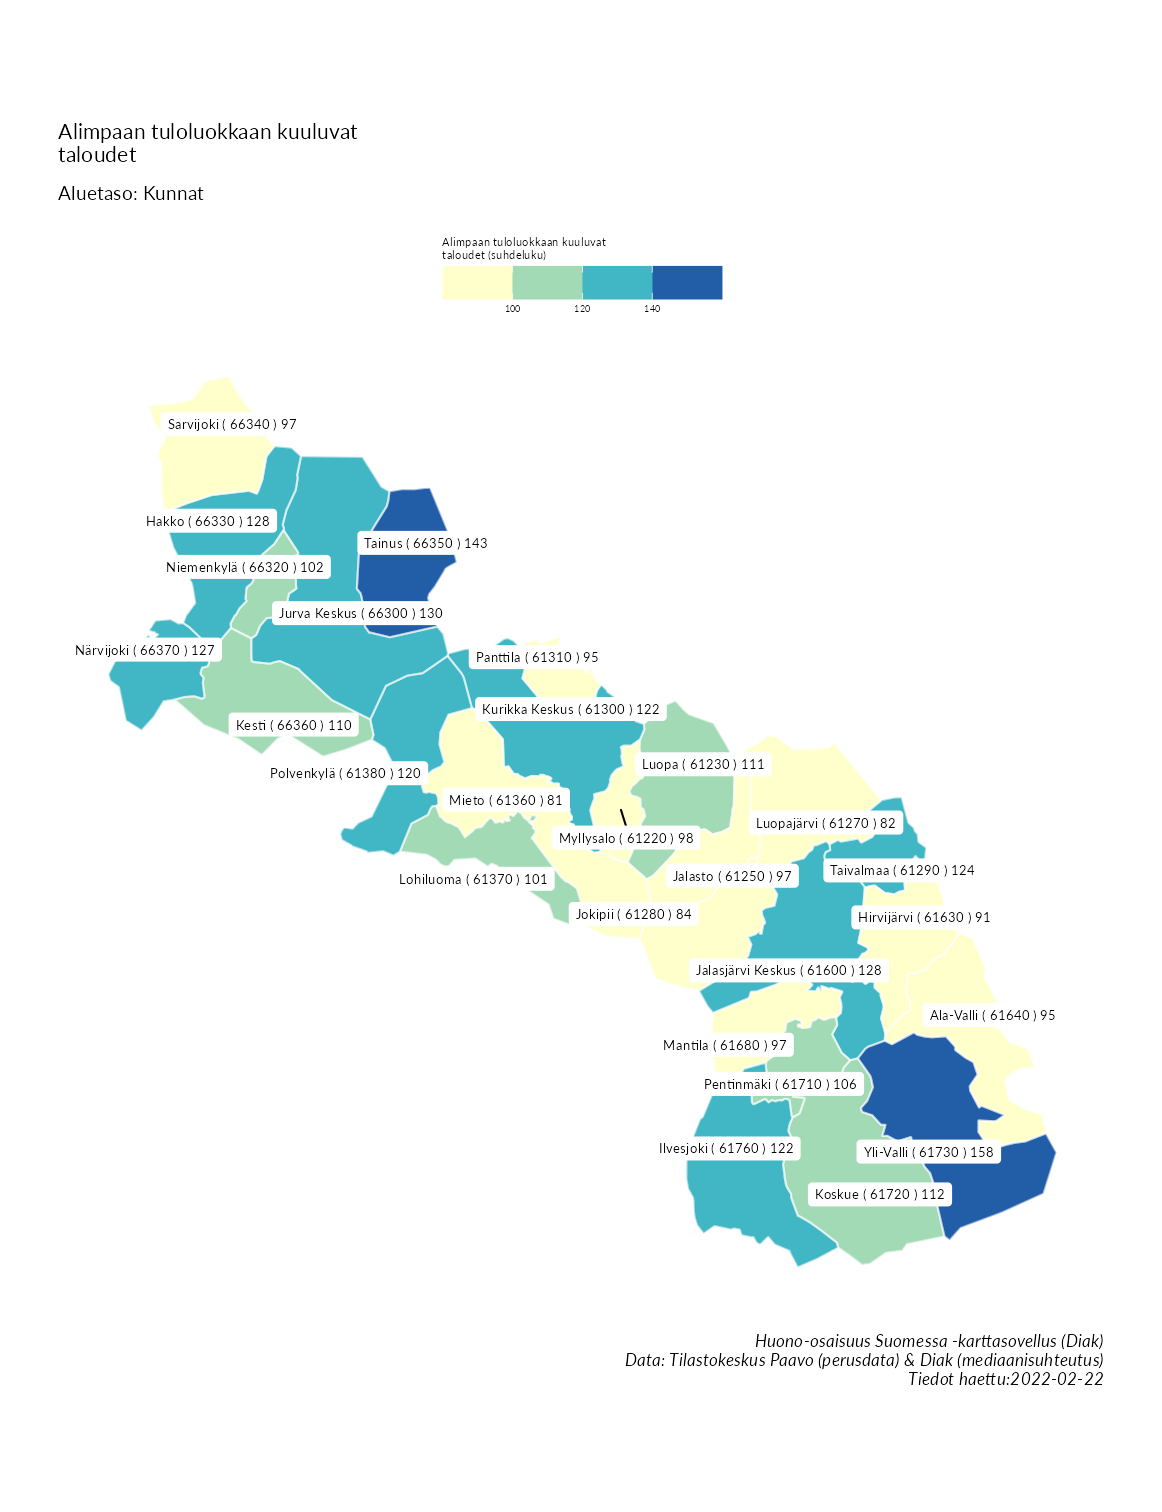 Alimpaan tuloluokkaan kuuluvat
taloudet
Aluetaso: Kunnat
Alimpaan tuloluokkaan kuuluvat
taloudet (suhdeluku)
100 120 140
Sarvijoki ( 66340 ) 97
Hakko ( 66330 ) 128
Tainus ( 66350 ) 143
Niemenkylä ( 66320 ) 102
Jurva Keskus ( 66300 ) 130
Närvijoki ( 66370 ) 127
Panttila ( 61310 ) 95
Kurikka Keskus ( 61300 ) 122
Kesti ( 66360 ) 110
Luopa ( 61230 ) 111
Polvenkylä ( 61380 ) 120
Mieto ( 61360 ) 81
Luopajärvi ( 61270 ) 82
Myllysalo ( 61220 ) 98
Taivalmaa ( 61290 ) 124
Jalasto ( 61250 ) 97
Lohiluoma ( 61370 ) 101
Jokipii ( 61280 ) 84
Hirvijärvi ( 61630 ) 91
Jalasjärvi Keskus ( 61600 ) 128
Ala-Valli ( 61640 ) 95
Mantila ( 61680 ) 97
Pentinmäki ( 61710 ) 106
Ilvesjoki ( 61760 ) 122
Yli-Valli ( 61730 ) 158
Koskue ( 61720 ) 112
Huono-osaisuus Suomessa -karttasovellus (Diak)
Data: Tilastokeskus Paavo (perusdata) & Diak (mediaanisuhteutus)
Tiedot haettu:2022-02-22